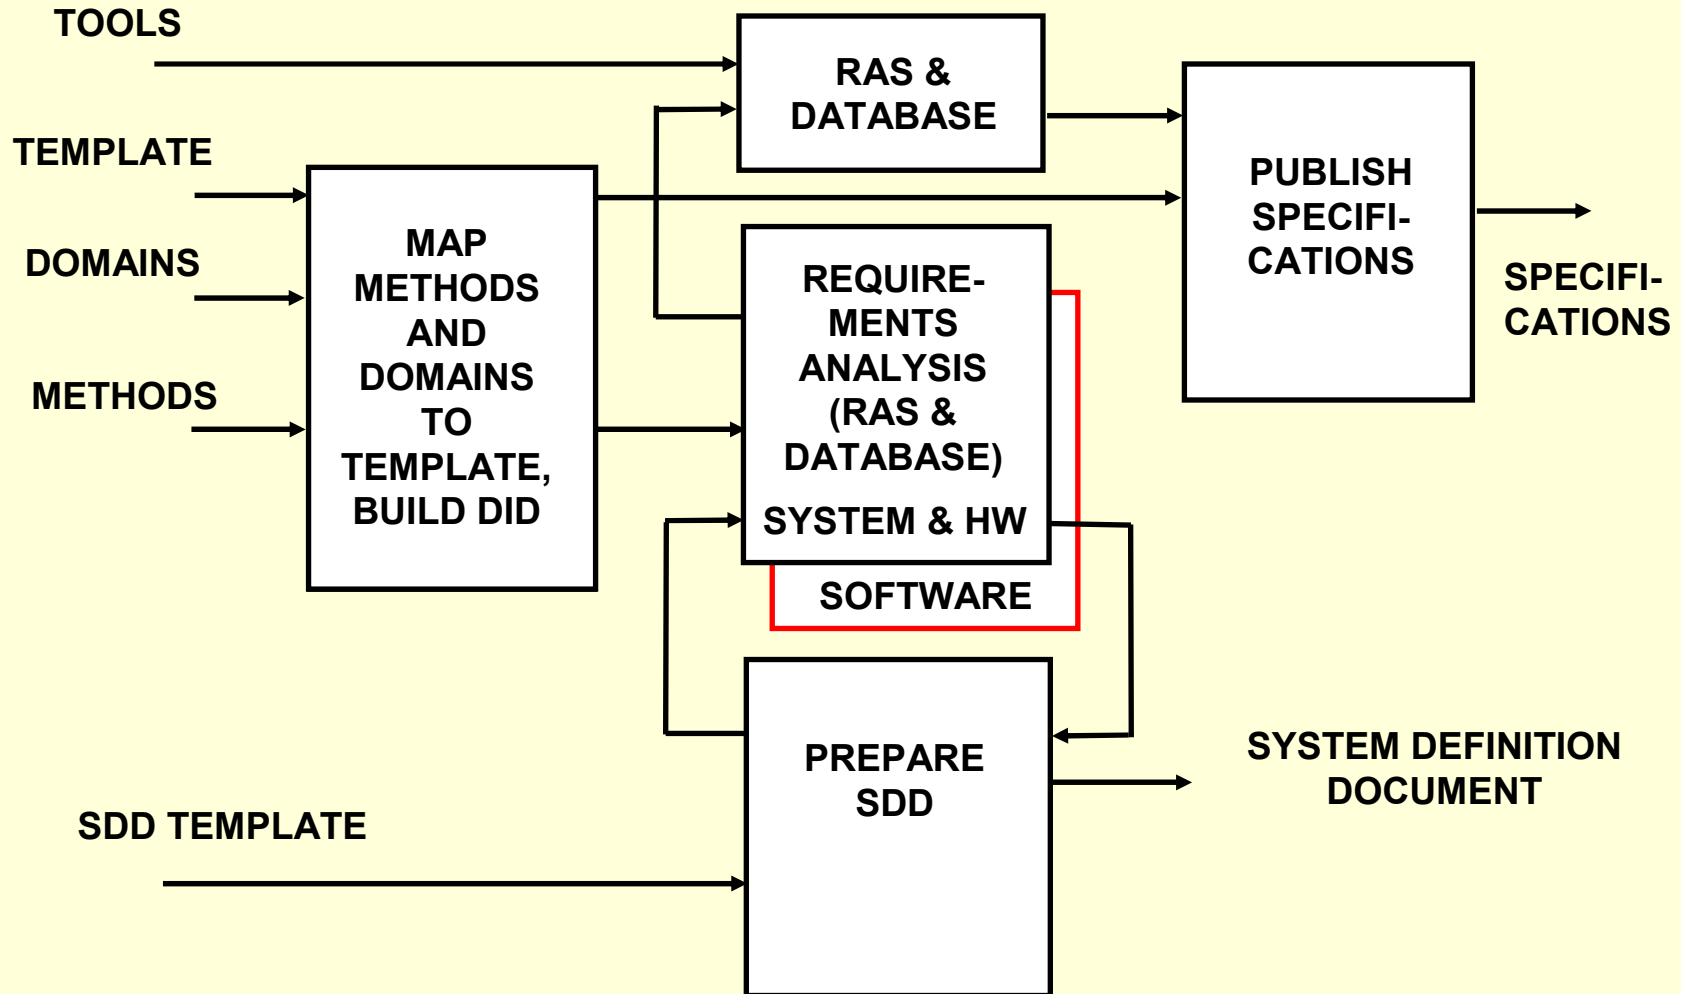 TOOLS
TEMPLATE
DOMAINS
METHODS
MAP
METHODS
AND
DOMAINS
TO
TEMPLATE,
BUILD DID
RAS &
DATABASE
REQUIRE-
MENTS
ANALYSIS
(RAS &
DATABASE)
SYSTEM & HW
SOFTWARE
PUBLISH
SPECIFI-
CATIONS
SPECIFI-
CATIONS
SDD TEMPLATE
PREPARE
SDD
SYSTEM DEFINITION
DOCUMENT